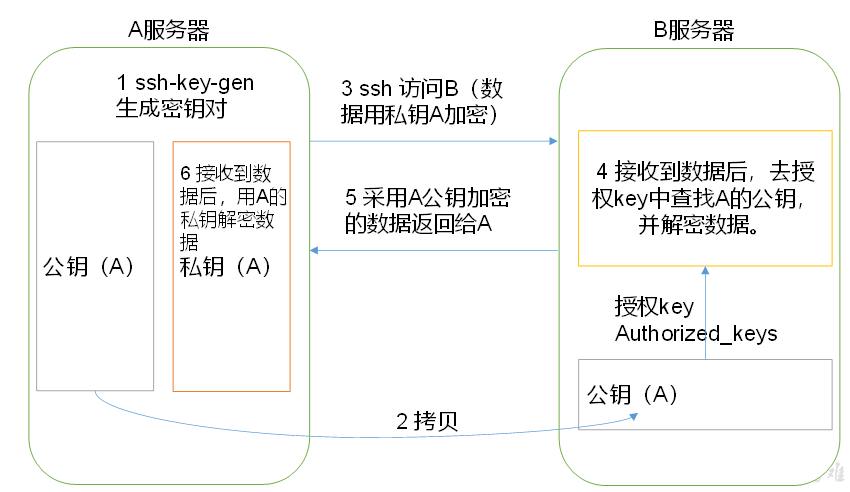 A服务器
B服务器
1 ssh-key-gen
生成密钥对
3 ssh 访问B（数
据用私钥A加密）
6 接收到数
据后，用A的
私钥解密数
据
私钥（A）
公钥（A）
5 采用A公钥加密
的数据返回给A
4 接收到数据后，去授
权key中查找A的公钥，
并解密数据。
授权key
Authorized_keys
公钥（A）
2 拷贝